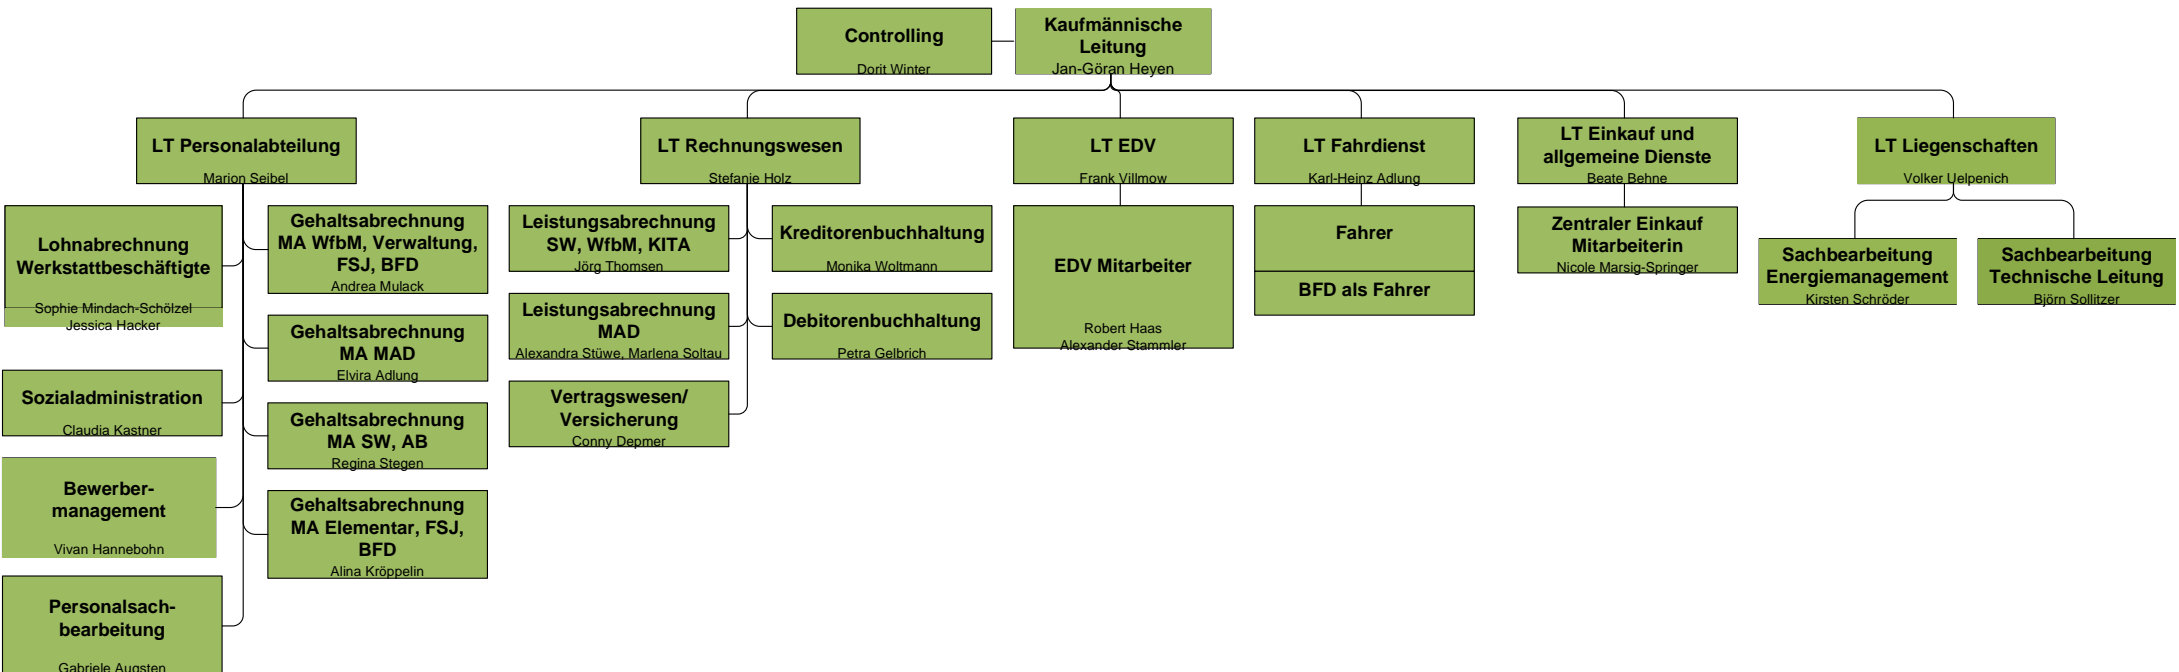 Controlling
Dorit Winter
Kaufmännische
Leitung
Jan-Göran Heyen
LT Personalabteilung
Marion Seibel
LT Rechnungswesen
Stefanie Holz
LT EDV
Frank Villmow
LT Fahrdienst
Karl-Heinz Adlung
LT Einkauf und
allgemeine Dienste
Beate Behne
LT Liegenschaften
Volker Uelpenich
Lohnabrechnung
Werkstattbeschäftigte
Sophie Mindach-Schölzel
Jessica Hacker
Sozialadministration
Claudia Kastner
Bewerber-
management
Vivan Hannebohn
Personalsach-
bearbeitung
Gabriele Augsten
Gehaltsabrechnung
MA WfbM, Verwaltung,
FSJ, BFD
Andrea Mulack
Gehaltsabrechnung
MA MAD
Elvira Adlung
Gehaltsabrechnung
MA SW, AB
Regina Stegen
Gehaltsabrechnung
MA Elementar, FSJ,
BFD
Alina Kröppelin
Leistungsabrechnung
SW, WfbM, KITA
Jörg Thomsen
Leistungsabrechnung
MAD
Alexandra Stüwe, Marlena Soltau
Vertragswesen/
Versicherung
Conny Depmer
Kreditorenbuchhaltung
Monika Woltmann
Debitorenbuchhaltung
Petra Gelbrich
EDV Mitarbeiter
Robert Haas
Alexander Stammler
Fahrer
BFD als Fahrer
Zentraler Einkauf
Mitarbeiterin
Nicole Marsig-Springer
Sachbearbeitung
Energiemanagement
Kirsten Schröder
Sachbearbeitung
Technische Leitung
Björn Sollitzer